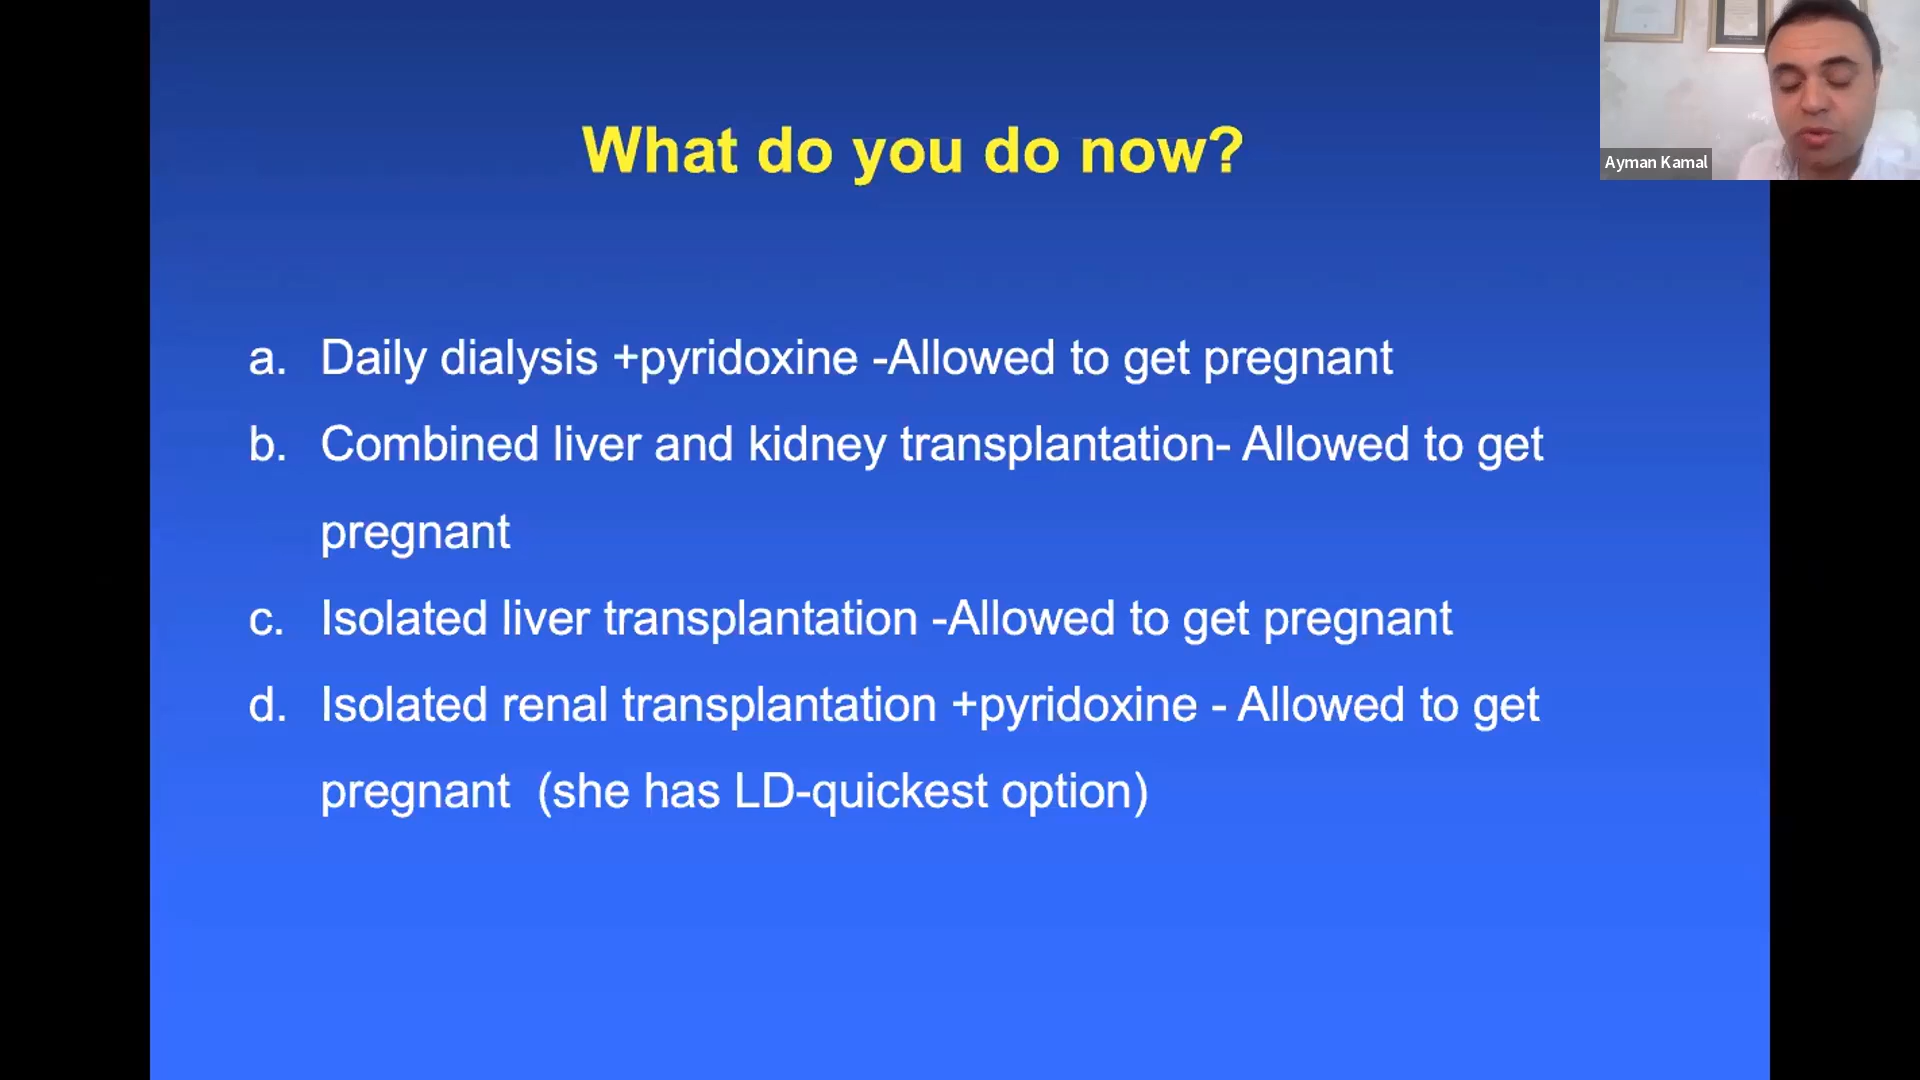 What do you do now?
Ayman Kamal
a. Daily dialysis +pyridoxine -Allowed to get pregnant
b. Combined liver and kidney transplantation- Allowed to get
pregnant
c. Isolated liver transplantation -Allowed to get pregnant
d. Isolated renal transplantation +pyridoxine - Allowed to get
pregnant (she has LD-quickest option)